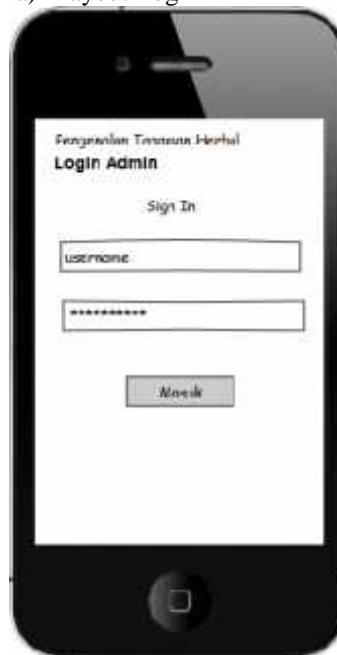 Pengenalan Tanaman Herbal
Login Admin
Sign In
username
**********
Masuk